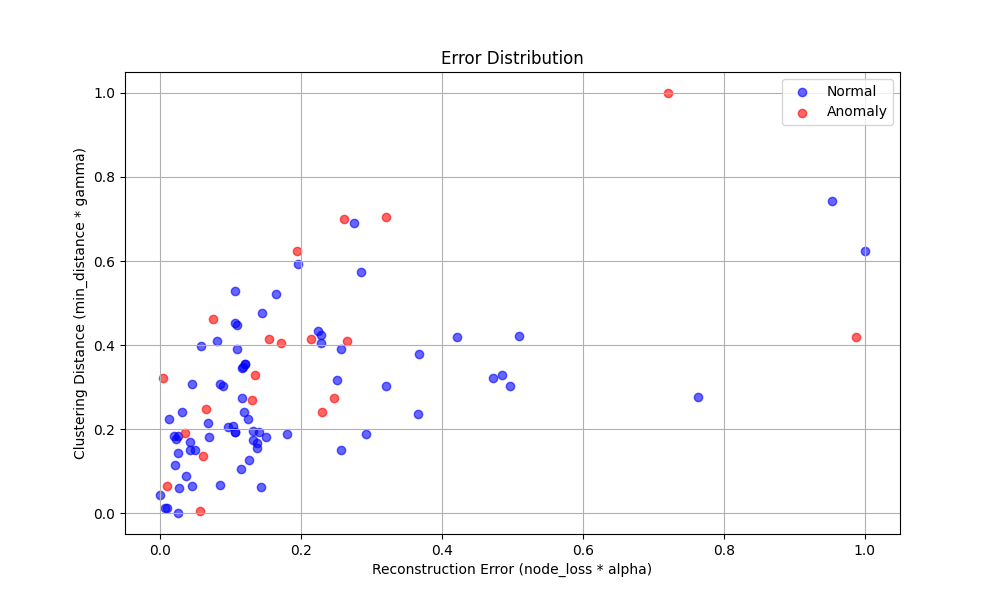 Error Distribution
Normal
Anomaly
Clustering Distance (min_distance * gamma)
1.0
0.8
0.6
0.4
0.2
0.0
0.0 0.2 0.4 0.6 0.8 1.0
Reconstruction Error (node_loss * alpha)